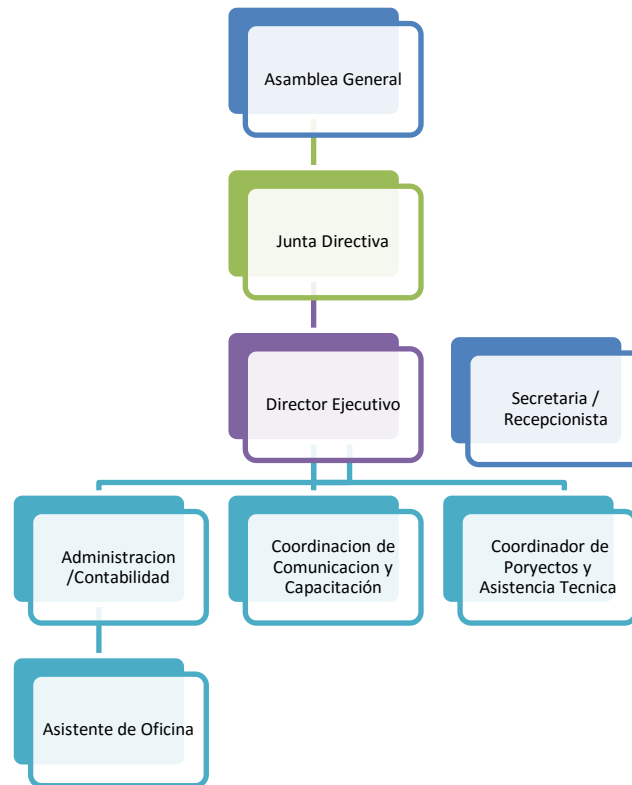 Asamblea General
Junta Directiva
Director Ejecutivo
Secretaria /
Recepcionista
Administracion
/Contabilidad
Coordinacion de
Comunicacion y
Capacitación
Coordinador de
Poryectos y
Asistencia Tecnica
Asistente de Oficina